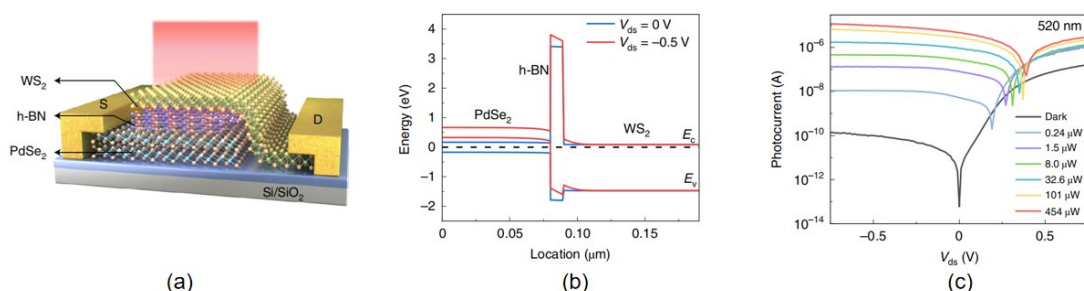 WS2
h-BN
PdSe2
S
D
Si/SiO2
(a)
Energy (eV)
4
3
2
1
0
−1
−2
Vds = 0 V
Vds = −0.5 V
h-BN
PdSe2
WS2
Ec
Ev
0
0.05
0.10
0.15
Location (μm)
(b)
520 nm
Photocurrent (A)
10−6
10−8
10−10
10−12
10−14
Dark
0.24 μW
1.5 μW
8.0 μW
32.6 μW
101 μW
454 μW
−0.5
0
0.5
Vds (V)
(c)